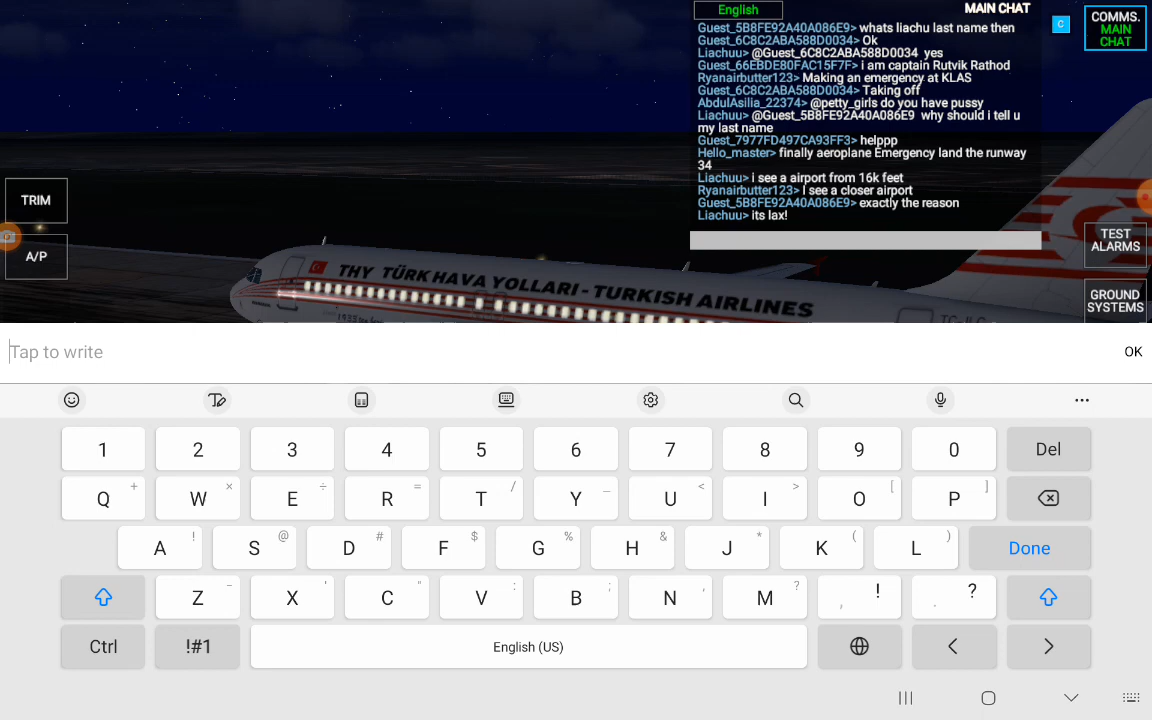 English
MAIN CHAT
C
COMMS.
MAIN
CHAT
Guest_5B8FE92A40A086E9> whats liachu last name then
Guest_6C8C2ABA588D0034> Ok
Liachuu> @Guest_6C8C2ABA588D0034 yes
Guest_66EBDE80FAC15F7F> i am captain Rutvik Rathod
Ryanairbutter123> Making an emergency at KLAS
Guest_6C8C2ABA588D0034> Taking off
AbdulAsilia_22374> @petty_girls do you have pussy
Liachuu> @Guest_5B8FE92A40A086E9 why should i tell u
my last name
Guest_7977FD497CA93FF3> helppp
Hello_master> finally aeroplane Emergency land the runway
34
Liachuu> i see a airport from 16k feet
Ryanairbutter123> I see a closer airport
Guest_5B8FE92A40A086E9> exactly the reason
Liachuu> its lax!
TRIM
A/P
TEST
ALARMS
GROUND
SYSTEMS
THY TÜRK HAVA YOLLARI - TURKISH AIRLINES
Tap to write
OK
1 2 3 4 5 6 7 8 9 0 Del
Q + W × E ÷ R = T / Y _ U < I > O [ P ]
A ! S @ D # F $ G % H & J * K ( L ) Done
Z - X ' C " V : B ; N , M ? , ! . ?
Ctrl !#1 English (US) < >